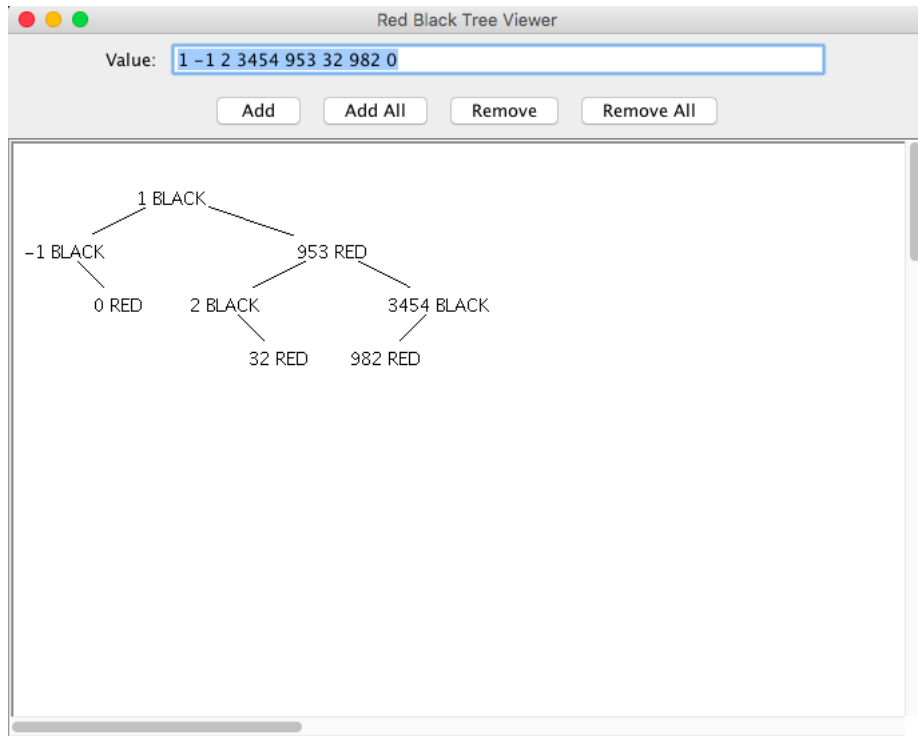 Red Black Tree Viewer
Value: 1 -1 2 3454 953 32 982 0
Add Add All Remove Remove All
1 BLACK
-1 BLACK 953 RED
0 RED 2 BLACK 3454 BLACK
32 RED 982 RED